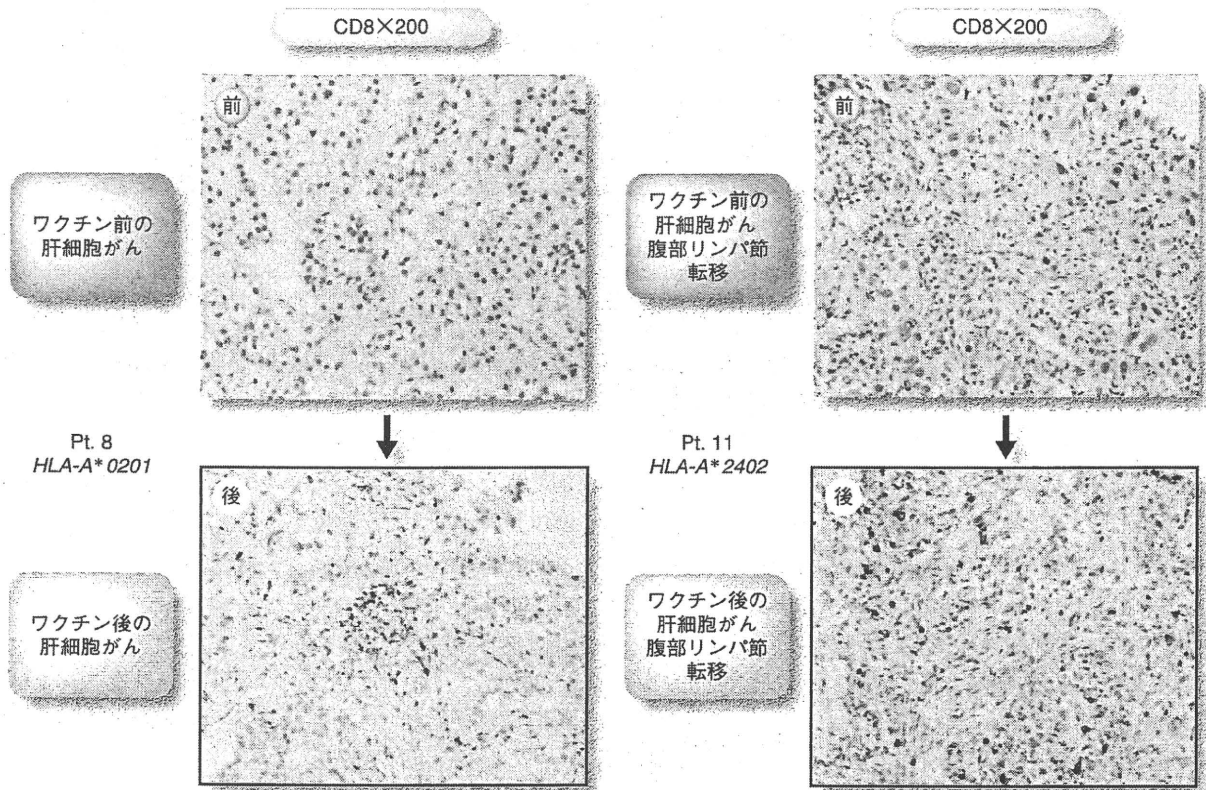 CD8×200
前
ワクチン前の
肝細胞がん
Pt. 8
HLA-A* 0201
後
ワクチン後の
肝細胞がん
CD8×200
前
ワクチン前の
肝細胞がん
腹部リンパ節
転移
Pt. 11
HLA-A* 2402
後
ワクチン後の
肝細胞がん
腹部リンパ節
転移